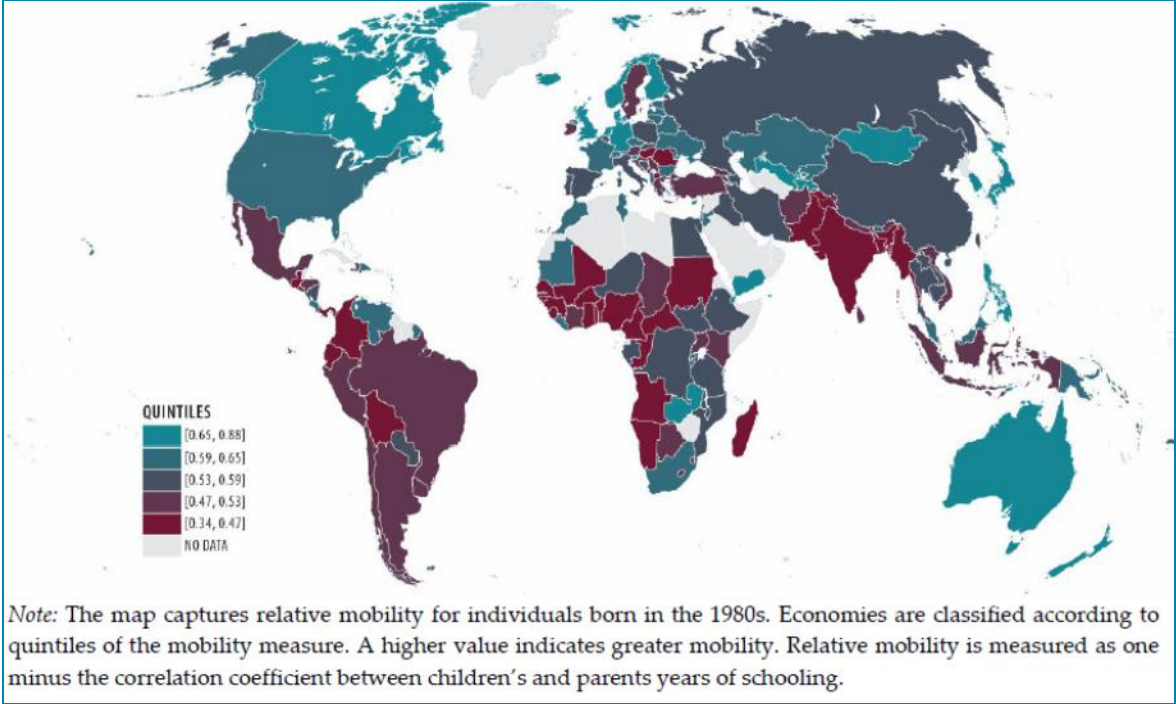 QUINTILES
[0.65, 0.88]
[0.59, 0.65]
[0.53, 0.59]
[0.47, 0.53]
[0.34, 0.47]
NO DATA
Note: The map captures relative mobility for individuals born in the 1980s. Economies are classified according to
quintiles of the mobility measure. A higher value indicates greater mobility. Relative mobility is measured as one
minus the correlation coefficient between children's and parents years of schooling.